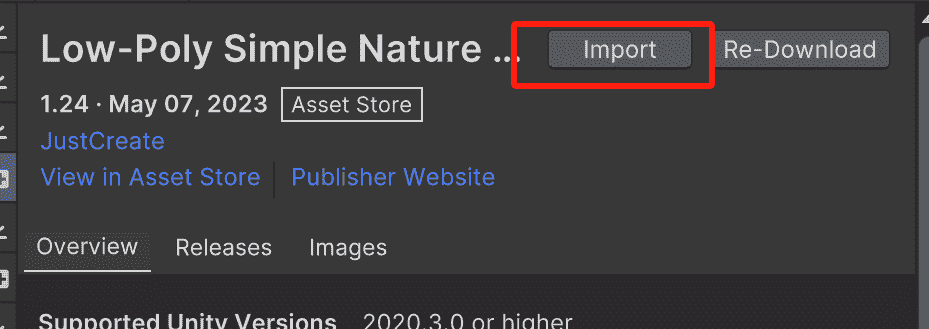 Low-Poly Simple Nature ... Import Re-Download
1.24 · May 07, 2023 Asset Store
JustCreate
View in Asset Store Publisher Website
Overview Releases Images
Supported Unity Versions 2020.3.0 or higher